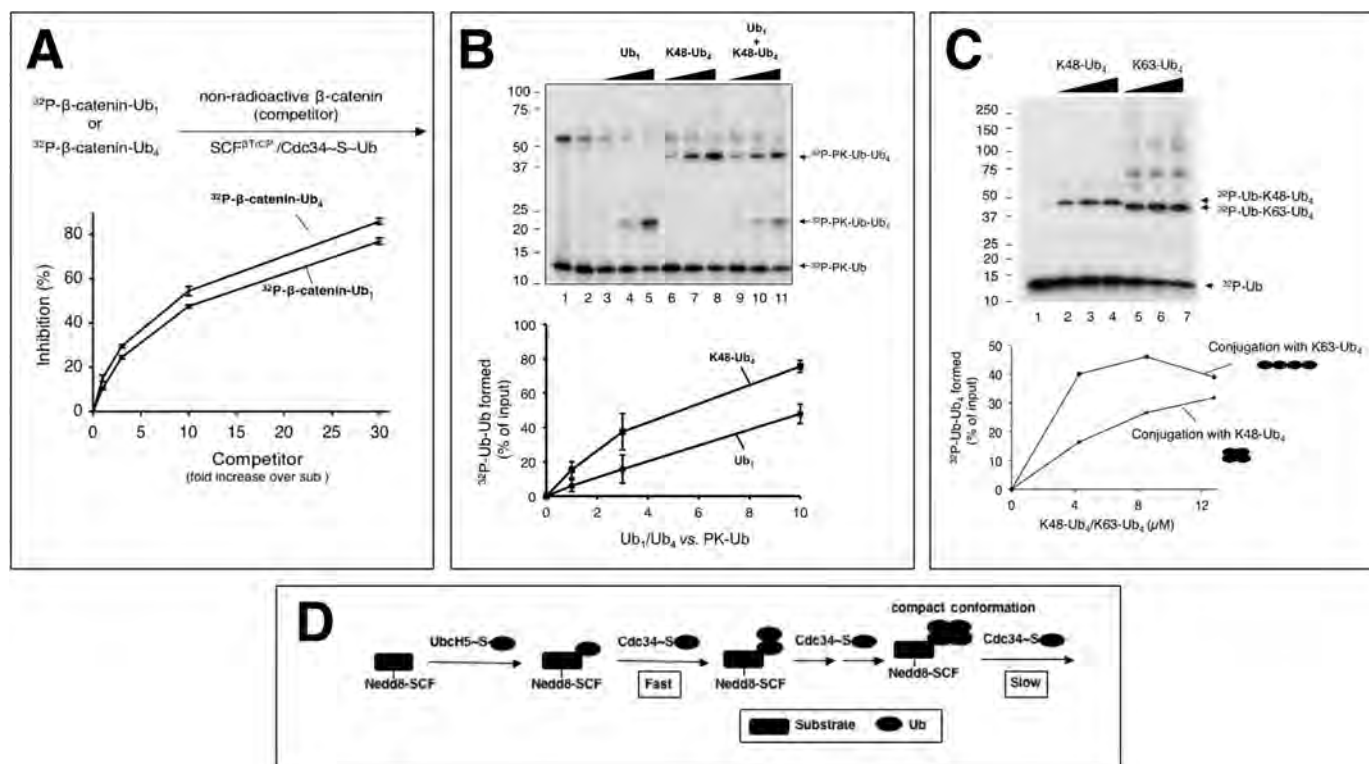 A
³²P-β-catenin-Ub₁
or
³²P-β-catenin-Ub₄
non-radioactive β-catenin
(competitor)
SCF^βTrCP²/Cdc34~S~Ub
³²P-β-catenin-Ub₄
³²P-β-catenin-Ub₁
Inhibition (%)
80
60
40
20
0
0 5 10 15 20 25 30
Competitor
(fold increase over sub )
B
Ub₁
K48-Ub₄
Ub₁
+
K48-Ub₄
100
75
50
37
25
20
15
10
³²P-PK-Ub-Ub₄
³²P-PK-Ub-Ub₄
³²P-PK-Ub
1 2 3 4 5 6 7 8 9 10 11
³²P-Ub-Ub formed
(% of input)
100
80
60
40
20
0
K48-Ub₄
Ub₁
0 2 4 6 8 10
Ub₁/Ub₄ vs. PK-Ub
C
K48-Ub₄ K63-Ub₄
250
150
100
75
50
37
25
20
15
10
³²P-Ub-K48-Ub₄
³²P-Ub-K63-Ub₄
³²P-Ub
1 2 3 4 5 6 7
³²P-Ub-Ub₄ formed
(% of input)
50
40
30
20
10
0
Conjugation with K63-Ub₄
Conjugation with K48-Ub₄
0 4 8 12
K48-Ub₄/K63-Ub₄ (µM)
D
compact conformation
UbcH5~S Cdc34~S Cdc34~S Cdc34~S
Fast Slow
Nedd8-SCF Nedd8-SCF Nedd8-SCF Nedd8-SCF
Substrate Ub